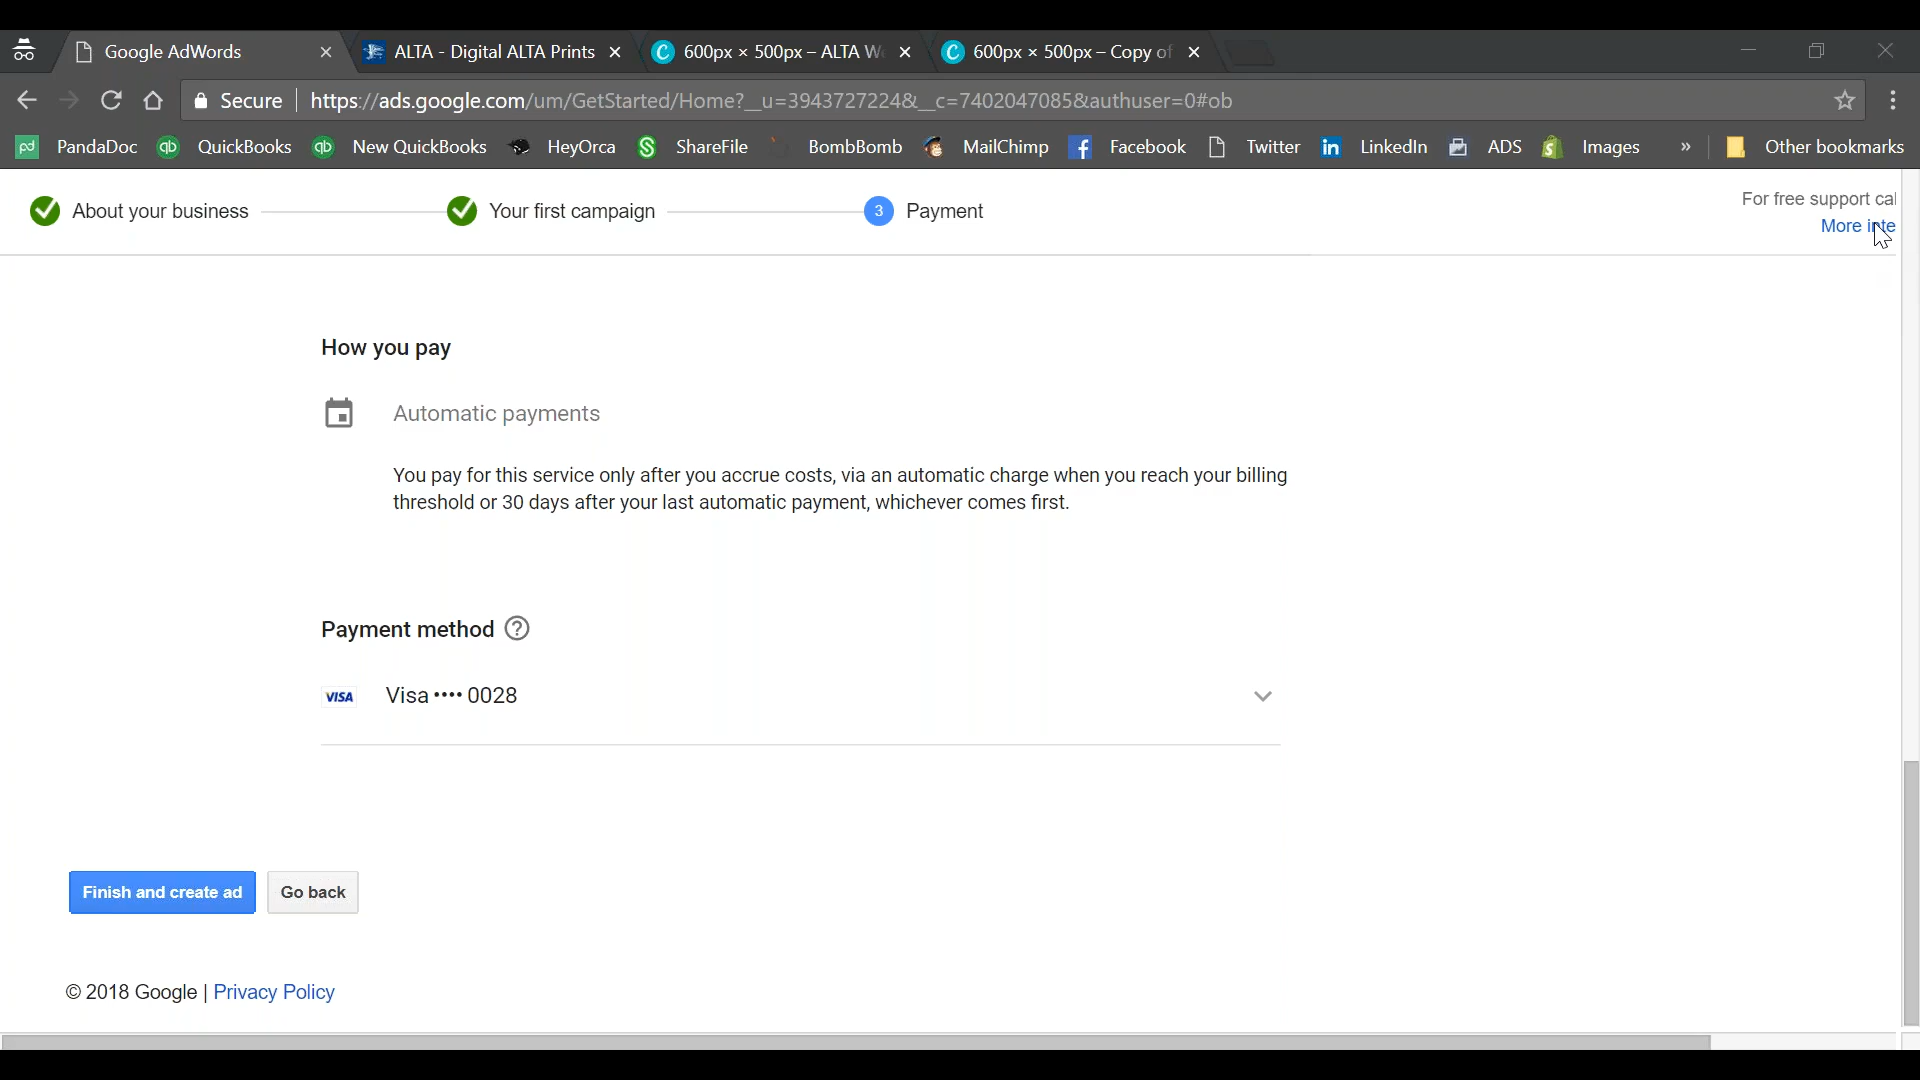 Google AdWords
ALTA - Digital ALTA Prints
600px × 500px – ALTA W
600px × 500px – Copy of
Secure
https://ads.google.com/um/GetStarted/Home?__u=3943727224&__c=7402047085&authuser=0#ob
pd PandaDoc
qb QuickBooks
qb New QuickBooks
HeyOrca
ShareFile
BombBomb
MailChimp
Facebook
Twitter
in LinkedIn
ADS
Images
»
Other bookmarks
About your business
Your first campaign
3 Payment
For free support cal
More inte
How you pay
Automatic payments
You pay for this service only after you accrue costs, via an automatic charge when you reach your billing
threshold or 30 days after your last automatic payment, whichever comes first.
Payment method ?
VISA Visa •••• 0028
Finish and create ad
Go back
© 2018 Google | Privacy Policy